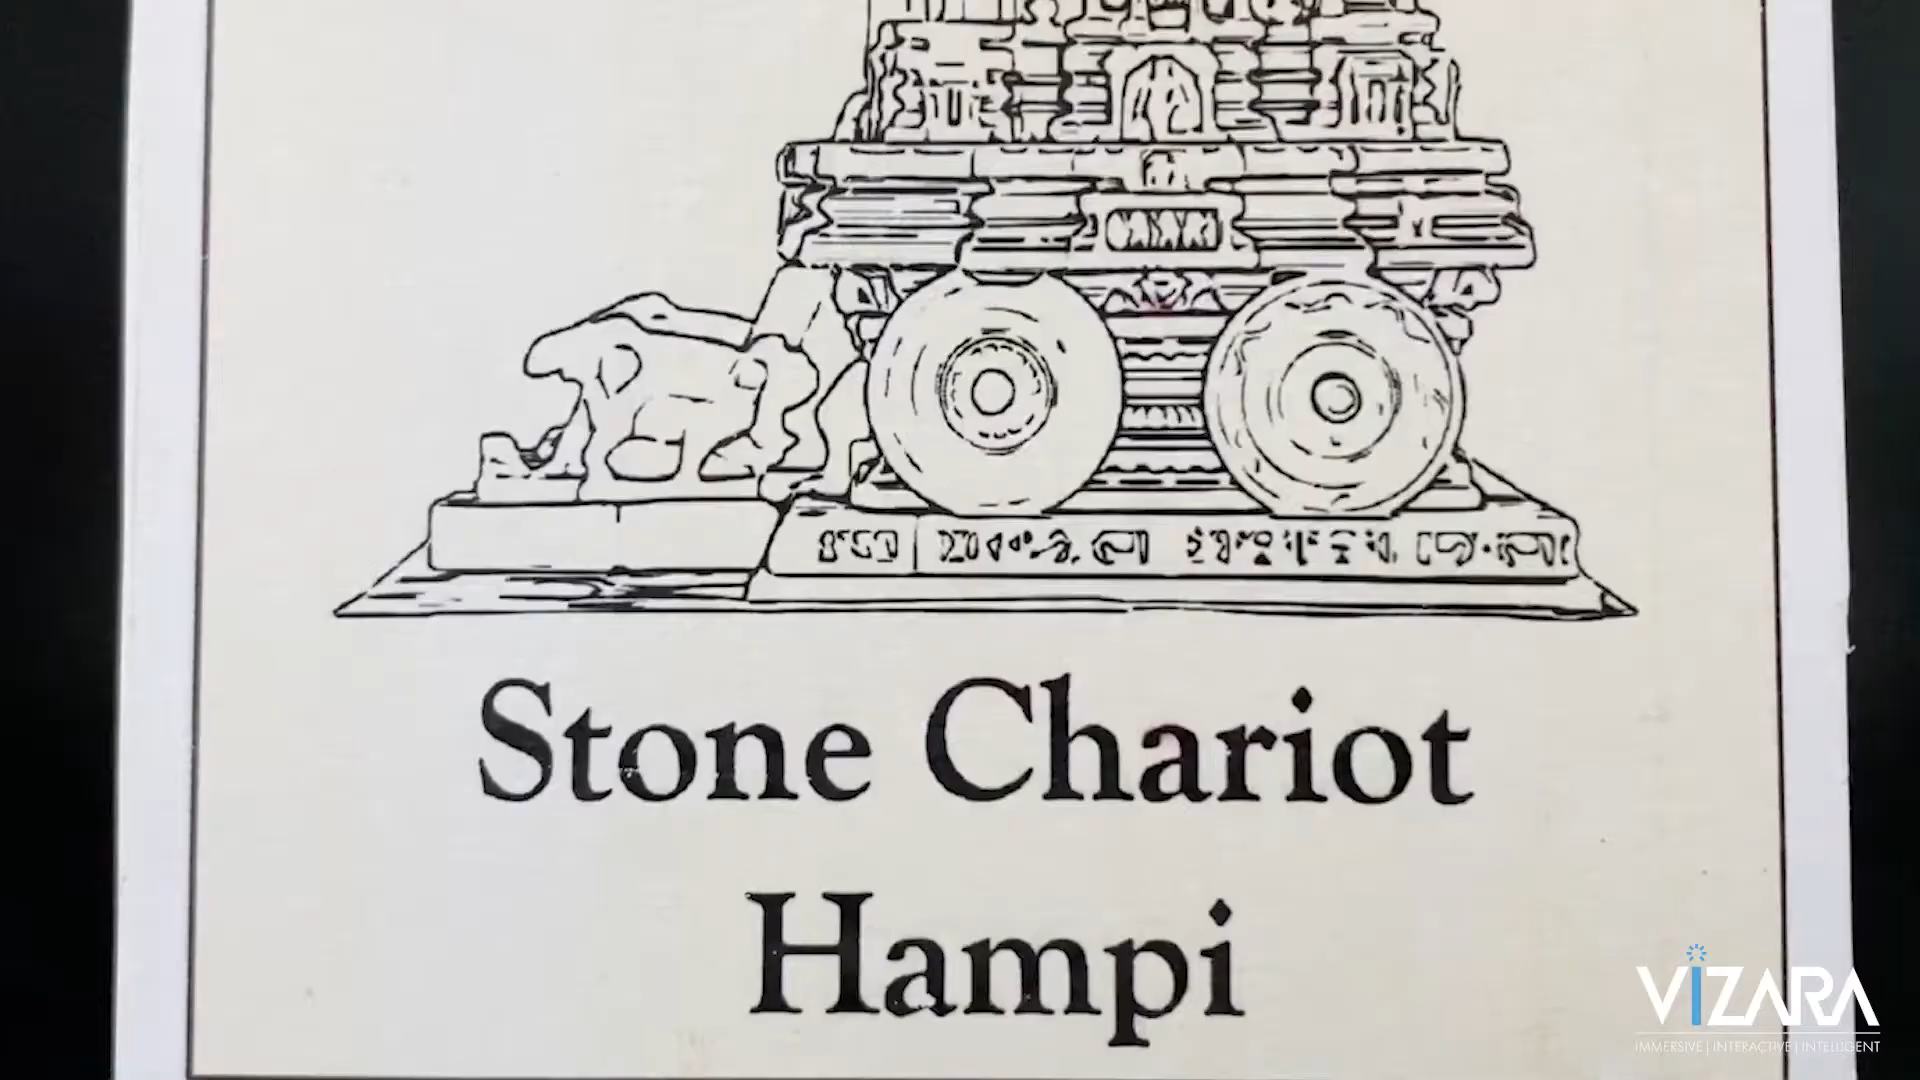 Stone Chariot
Hampi
VIZARA
IMMERSIVE | INTERACTIVE | INTELLIGENT